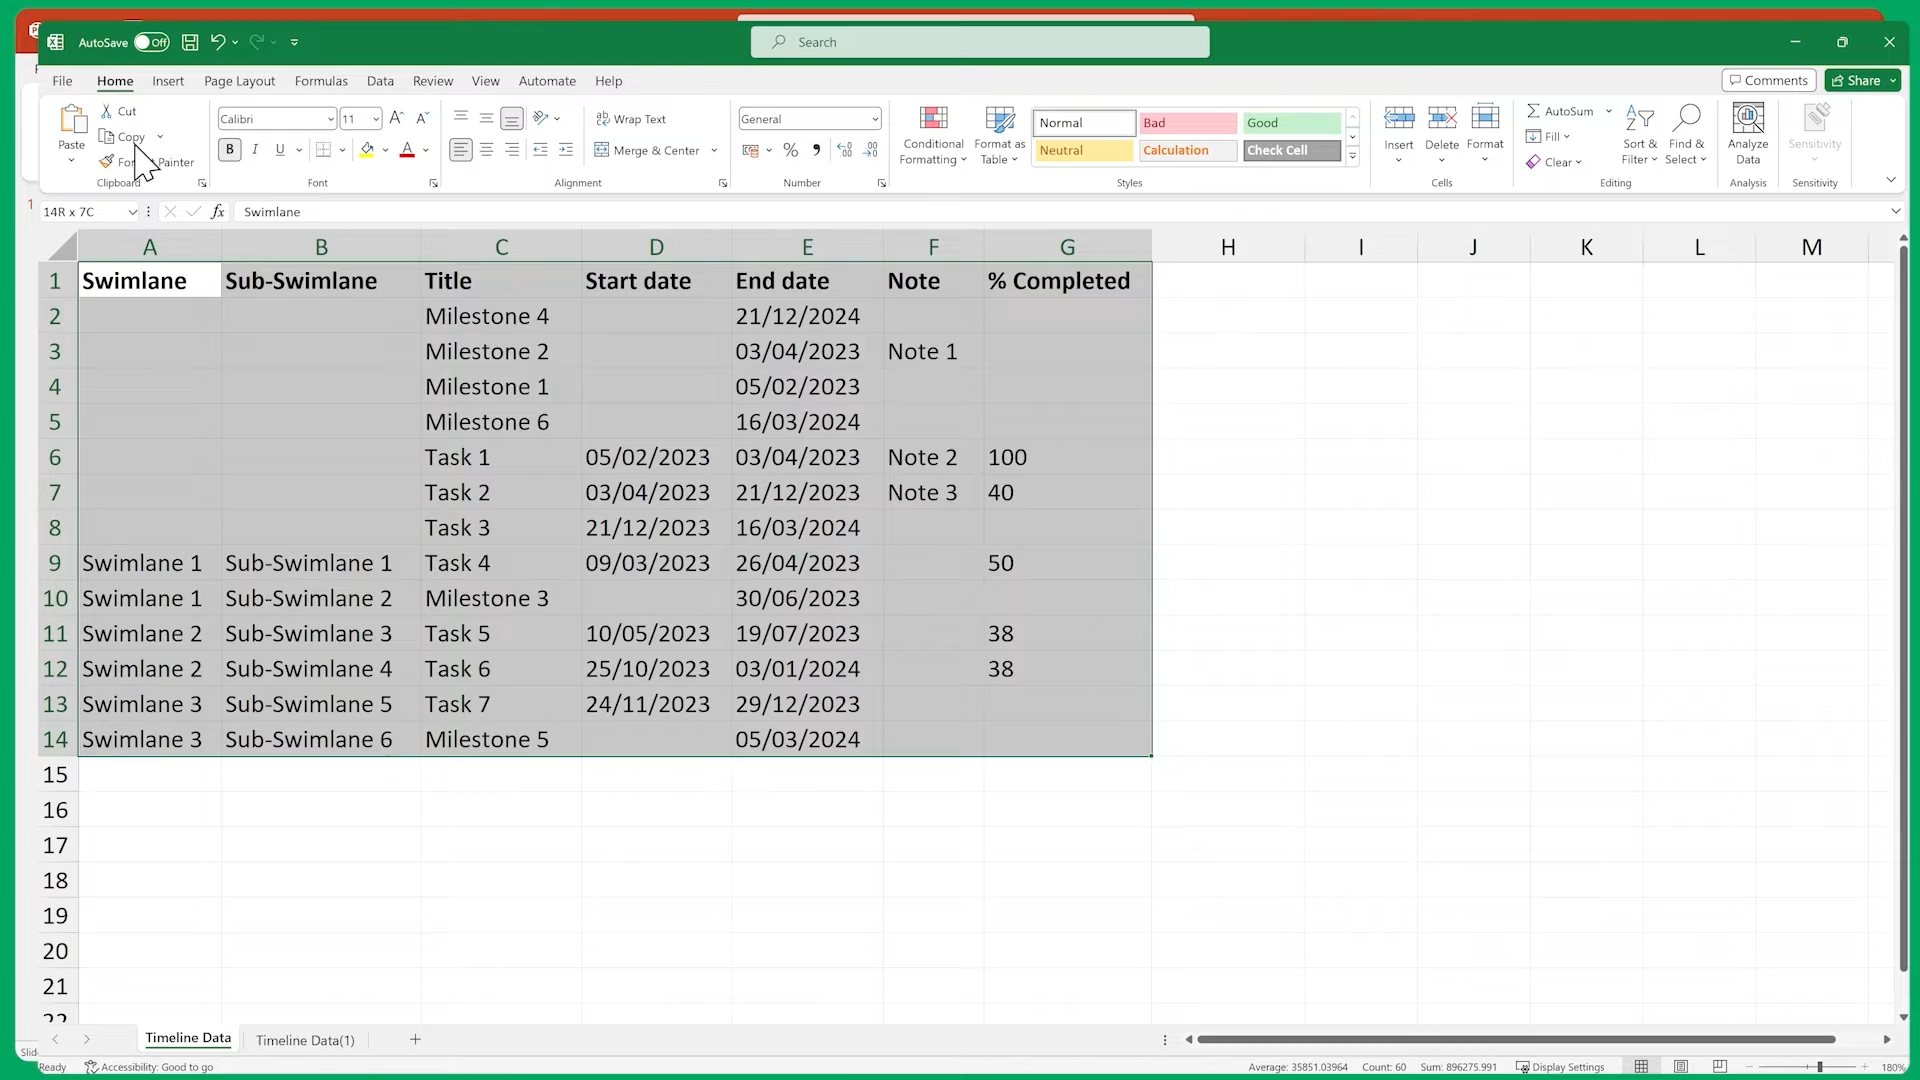 AutoSave Off Search
File Home Insert Page Layout Formulas Data Review View Automate Help Comments Share
Paste Cut Copy Painter Clipboard
Calibri 11 B I U Font
Wrap Text Merge & Center Alignment
General % Number
Conditional Formatting Format as Table
Normal Bad Good
Neutral Calculation Check Cell
Styles
Insert Delete Format Cells
AutoSum Fill Clear Sort & Filter Find & Select Editing
Analyze Data Analysis
Sensitivity Sensitivity
14R x 7C fx Swimlane
A B C D E F G H I J K L M
1 Swimlane Sub-Swimlane Title Start date End date Note % Completed
2 Milestone 4 21/12/2024
3 Milestone 2 03/04/2023 Note 1
4 Milestone 1 05/02/2023
5 Milestone 6 16/03/2024
6 Task 1 05/02/2023 03/04/2023 Note 2 100
7 Task 2 03/04/2023 21/12/2023 Note 3 40
8 Task 3 21/12/2023 16/03/2024
9 Swimlane 1 Sub-Swimlane 1 Task 4 09/03/2023 26/04/2023 50
10 Swimlane 1 Sub-Swimlane 2 Milestone 3 30/06/2023
11 Swimlane 2 Sub-Swimlane 3 Task 5 10/05/2023 19/07/2023 38
12 Swimlane 2 Sub-Swimlane 4 Task 6 25/10/2023 03/01/2024 38
13 Swimlane 3 Sub-Swimlane 5 Task 7 24/11/2023 29/12/2023
14 Swimlane 3 Sub-Swimlane 6 Milestone 5 05/03/2024
15
16
17
18
19
20
21
22
Timeline Data Timeline Data(1)
Ready Accessibility: Good to go Average: 35851.03964 Count: 60 Sum: 896275.991 Display Settings 180%